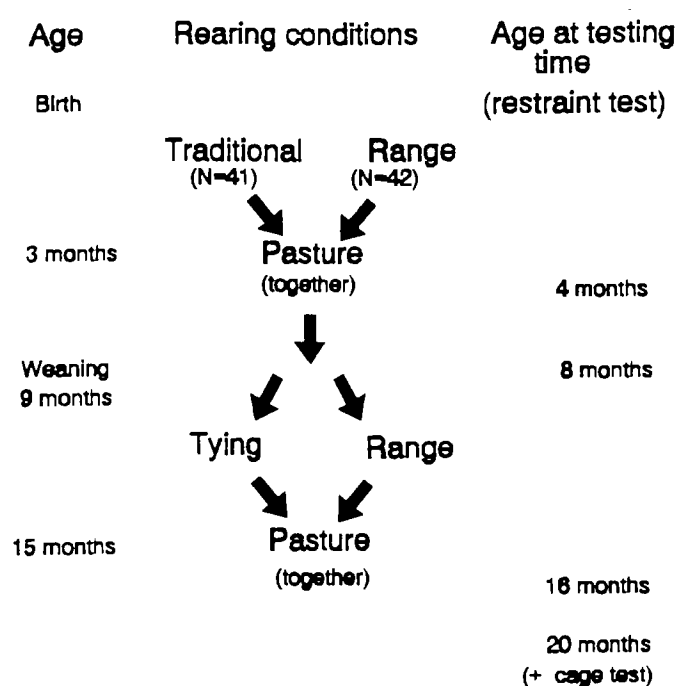 Age
Rearing conditions
Age at testing
time
(restraint test)
Birth
Traditional
(N=41)
Range
(N=42)
3 months
Pasture
(together)
4 months
Weaning
9 months
8 months
Tying
Range
15 months
Pasture
(together)
16 months
20 months
(+ cage test)